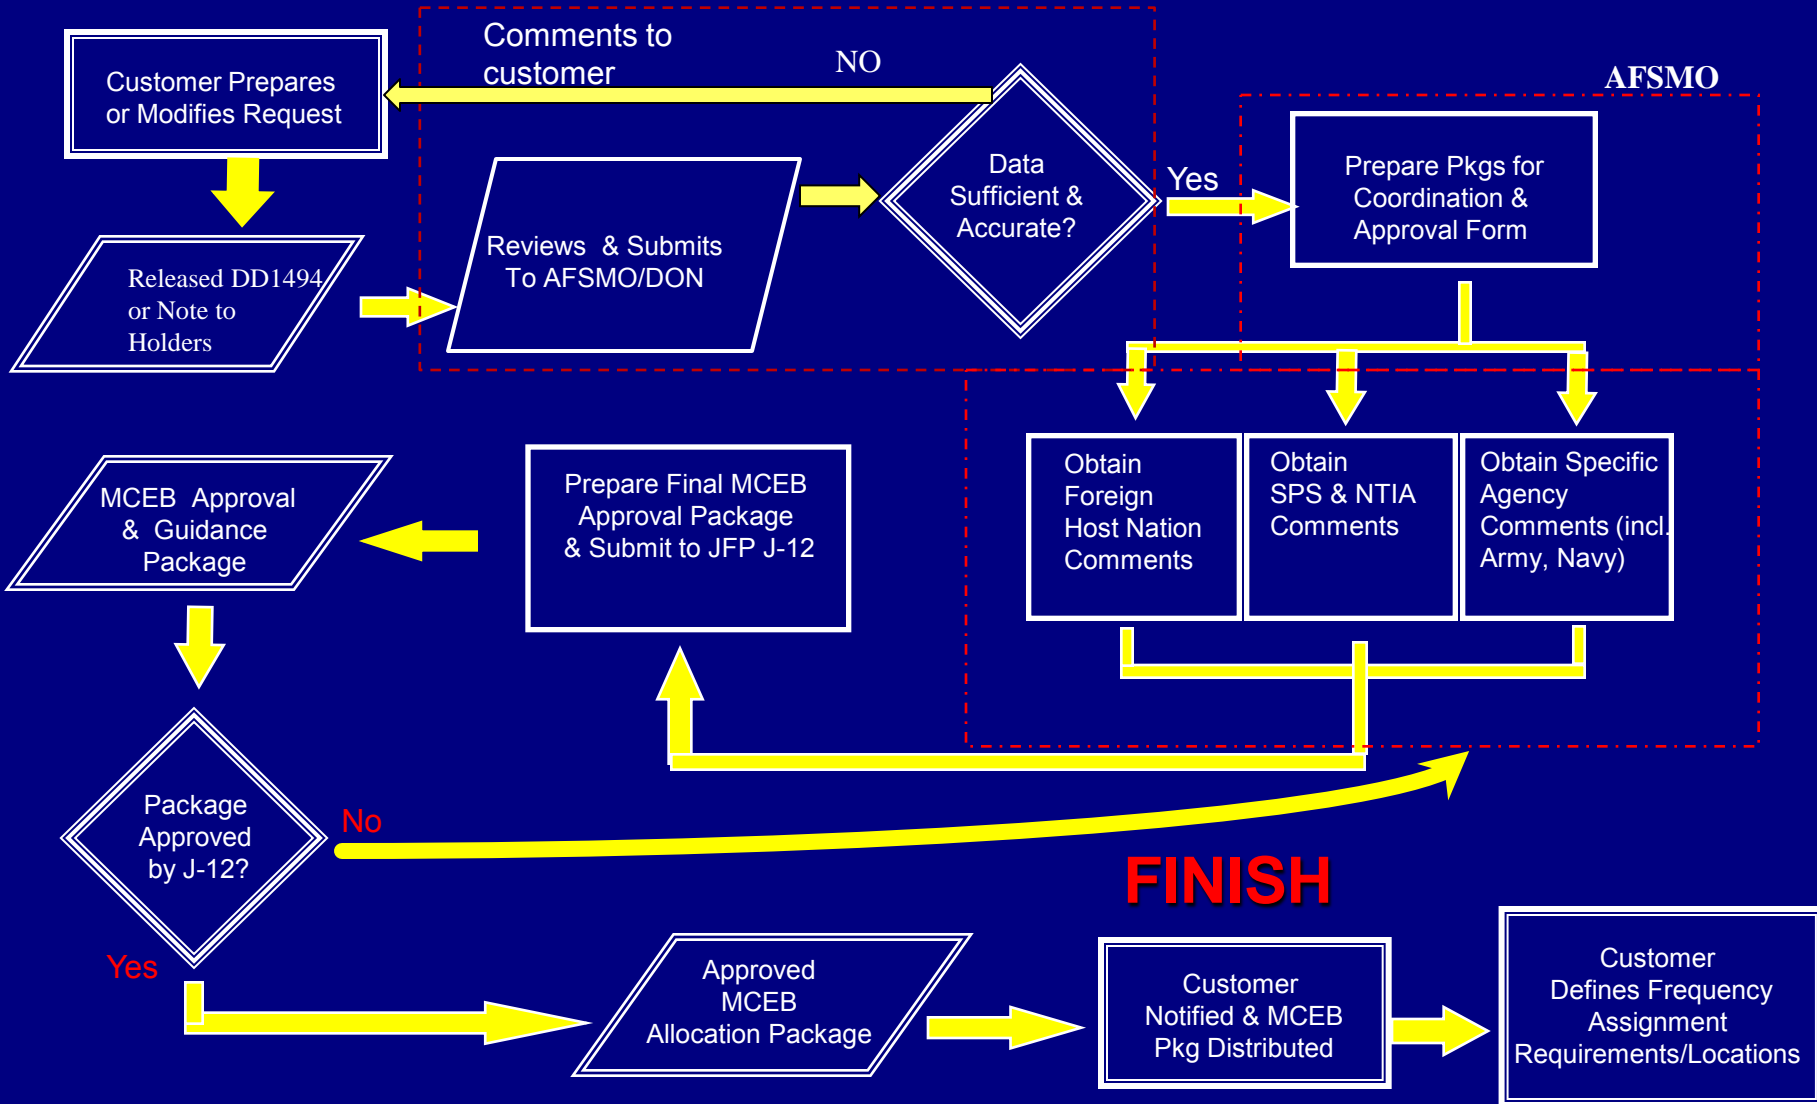 Customer Prepares
or Modifies Request
Comments to
customer
NO
AFSMO
Data
Sufficient &
Accurate?
Yes
Prepare Pkgs for
Coordination &
Approval Form
Released DD1494
or Note to
Holders
Reviews & Submits
To AFSMO/DON
MCEB Approval
& Guidance
Package
Prepare Final MCEB
Approval Package
& Submit to JFP J-12
Obtain
Foreign
Host Nation
Comments
Obtain
SPS & NTIA
Comments
Obtain Specific
Agency
Comments (incl.
Army, Navy)
Package
Approved
by J-12?
No
Yes
FINISH
Approved
MCEB
Allocation Package
Customer
Notified & MCEB
Pkg Distributed
Customer
Defines Frequency
Assignment
Requirements/Locations